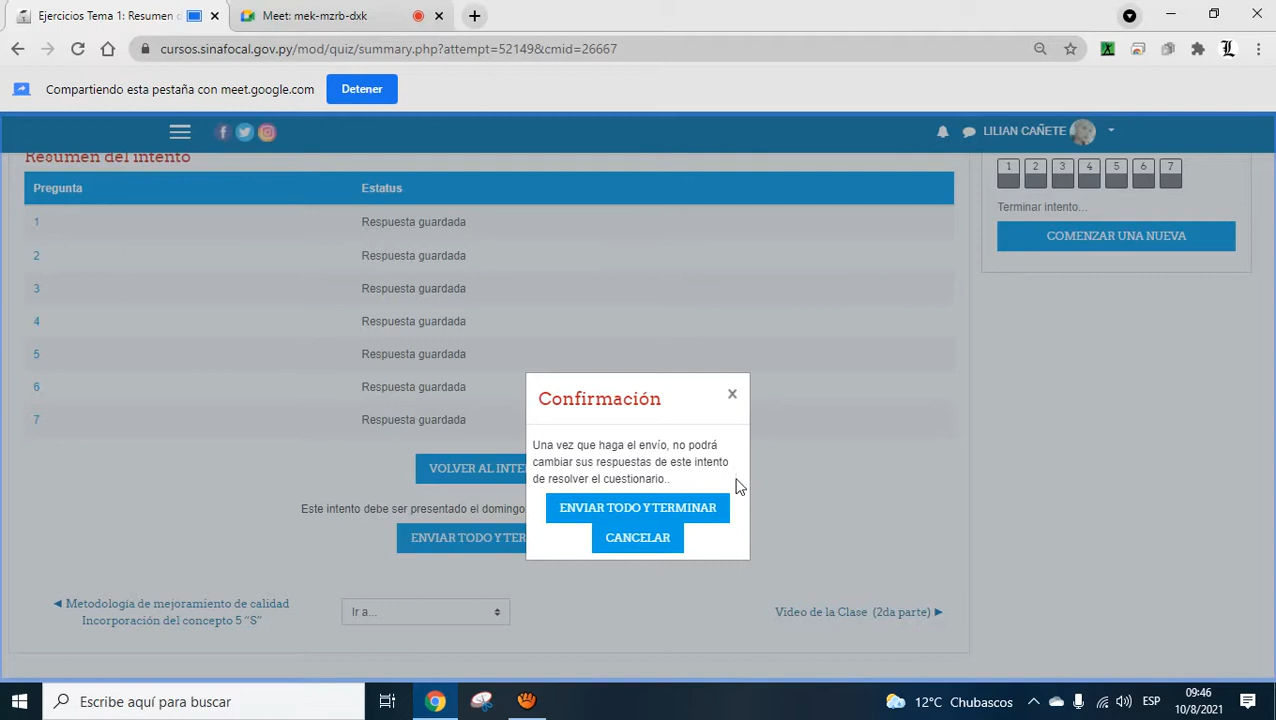 Ejercicios Tema 1: Resumen d
Meet: mek-mzrb-dxk
cursos.sinafocal.gov.py/mod/quiz/summary.php?attempt=52149&cmid=26667
Compartiendo esta pestaña con meet.google.com
Detener
LILIAN CAÑETE
Resumen del intento
Pregunta Estatus
1 Respuesta guardada
2 Respuesta guardada
3 Respuesta guardada
4 Respuesta guardada
5 Respuesta guardada
6 Respuesta guardada
7 Respuesta guardada
1 2 3 4 5 6 7
Terminar intento...
COMENZAR UNA NUEVA
VOLVER AL INTE
Este intento debe ser presentado el domingo
ENVIAR TODO Y TER
Confirmación x
Una vez que haga el envío, no podrá
cambiar sus respuestas de este intento
de resolver el cuestionario..
ENVIAR TODO Y TERMINAR
CANCELAR
◄ Metodología de mejoramiento de calidad
Incorporación del concepto 5 “S”
Ir a...
Video de la Clase (2da parte) ►
Escribe aquí para buscar
12°C Chubascos
ESP
09:46
10/8/2021